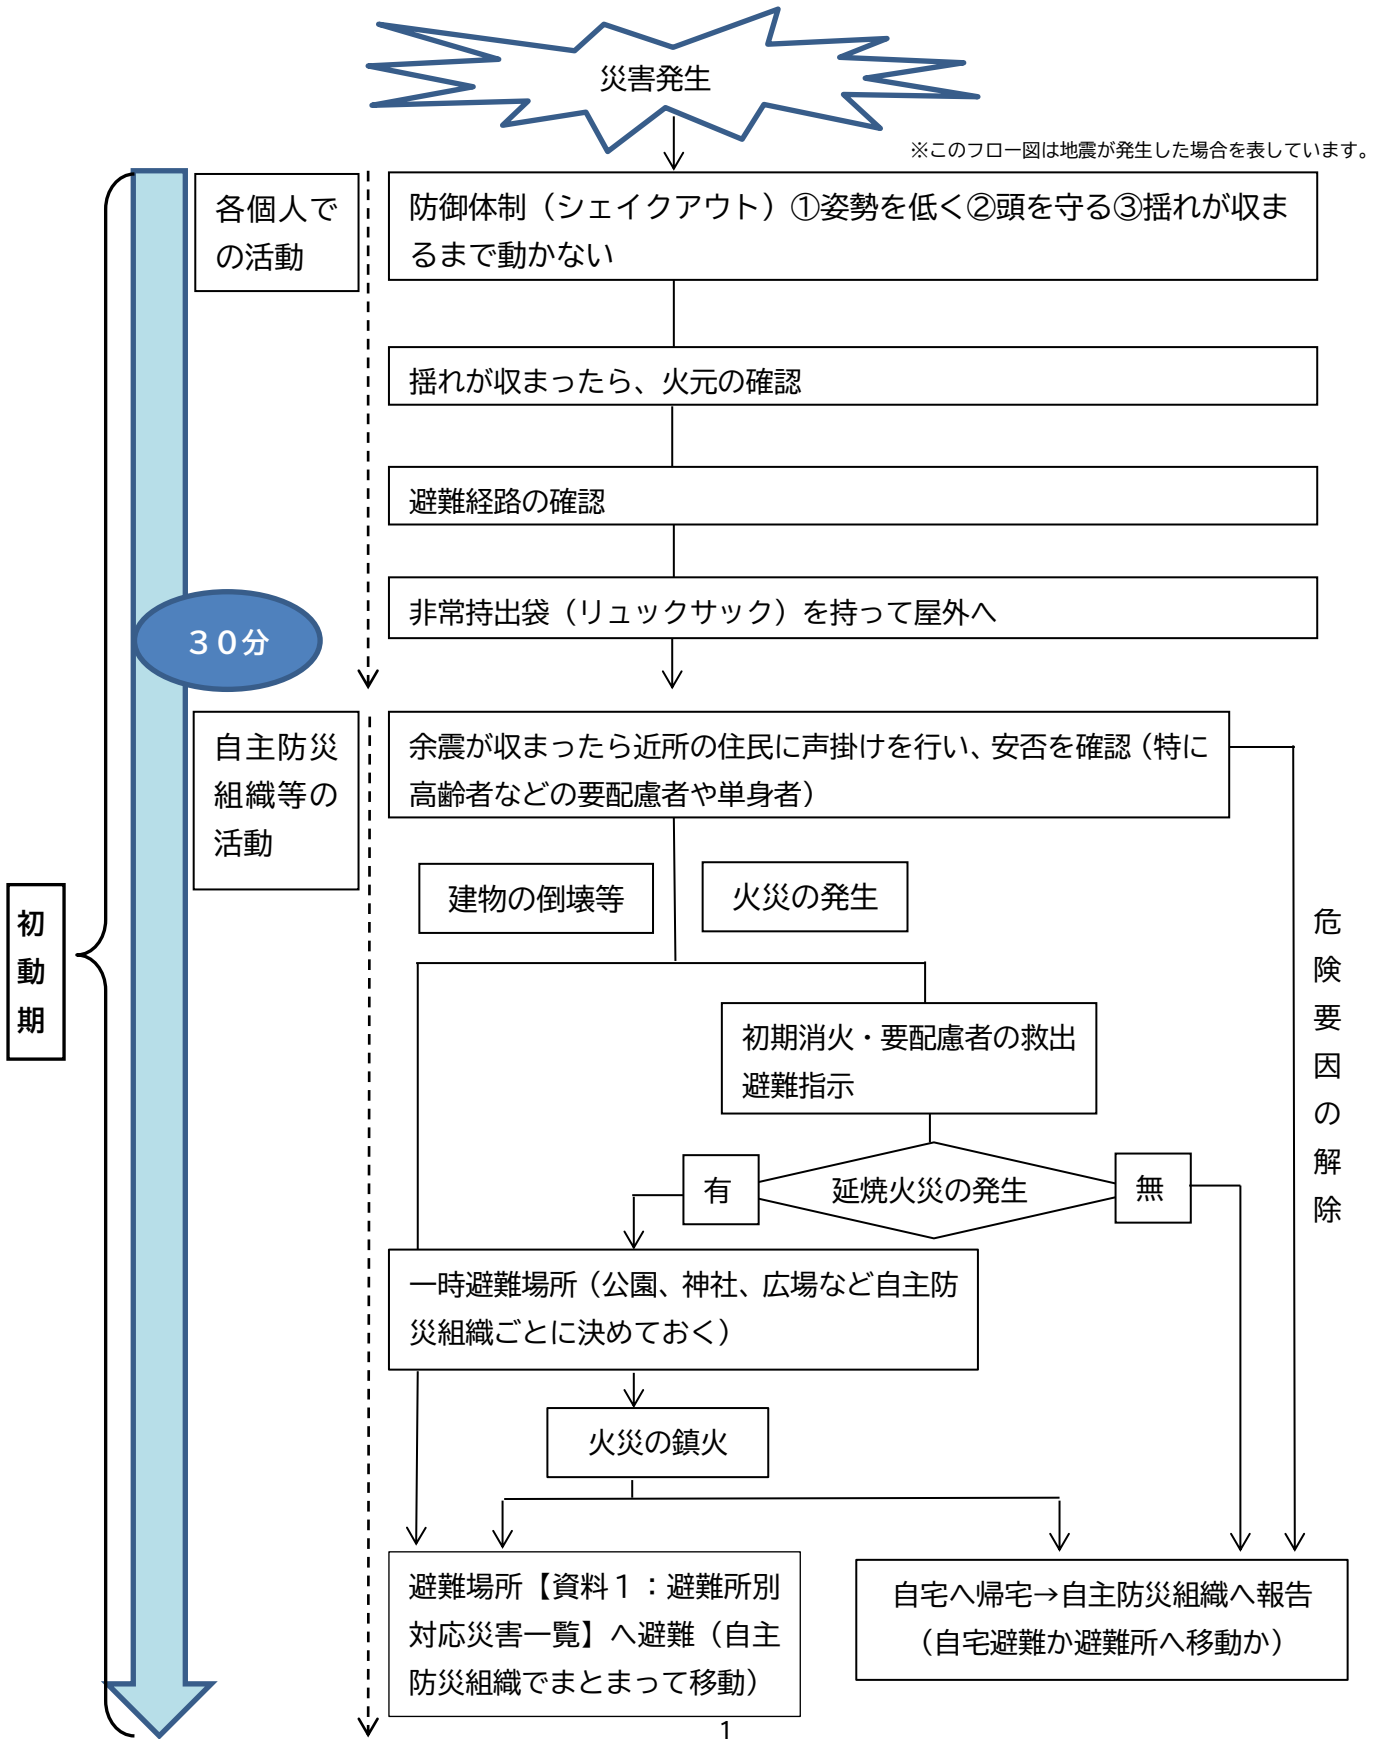 災害発生
※このフロー図は地震が発生した場合を表しています。
各個人で
の活動
防御体制（シェイクアウト）①姿勢を低く②頭を守る③揺れが収ま
るまで動かない
揺れが収まったら、火元の確認
避難経路の確認
非常持出袋（リュックサック）を持って屋外へ
３０分
自主防災
組織等の
活動
余震が収まったら近所の住民に声掛けを行い、安否を確認（特に
高齢者などの要配慮者や単身者）
建物の倒壊等
火災の発生
初動期
危険要因の解除
初期消火・要配慮者の救出
避難指示
有
延焼火災の発生
無
一時避難場所（公園、神社、広場など自主防
災組織ごとに決めておく）
火災の鎮火
避難場所【資料１：避難所別
対応災害一覧】へ避難（自主
防災組織でまとまって移動）
自宅へ帰宅→自主防災組織へ報告
（自宅避難か避難所へ移動か）
1